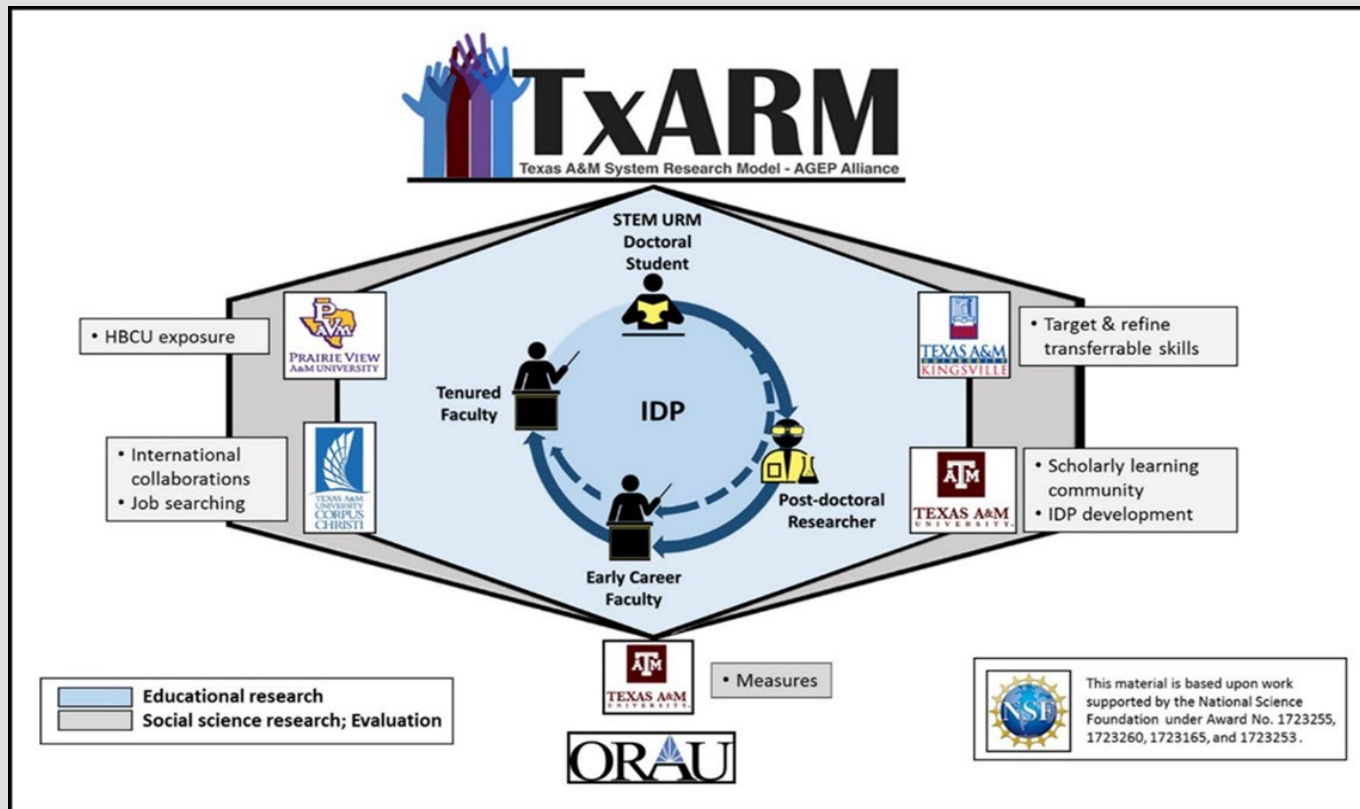 TxARM
Texas A&M System Research Model - AGEP Alliance
STEM URM
Doctoral
Student
• HBCU exposure
PVAMU
PRAIRIE VIEW
A&M UNIVERSITY
TEXAS A&M
UNIVERSITY
KINGSVILLE
• Target & refine
transferrable skills
Tenured
Faculty
IDP
• International
collaborations
• Job searching
TEXAS A&M
UNIVERSITY
CORPUS
CHRISTI
Post-doctoral
Researcher
ATM
TEXAS A&M
UNIVERSITY.
• Scholarly learning
community
• IDP development
Early Career
Faculty
ATM
TEXAS A&M
UNIVERSITY.
• Measures
Educational research
Social science research; Evaluation
ORAU
NSF
This material is based upon work
supported by the National Science
Foundation under Award No. 1723255,
1723260, 1723165, and 1723253 .